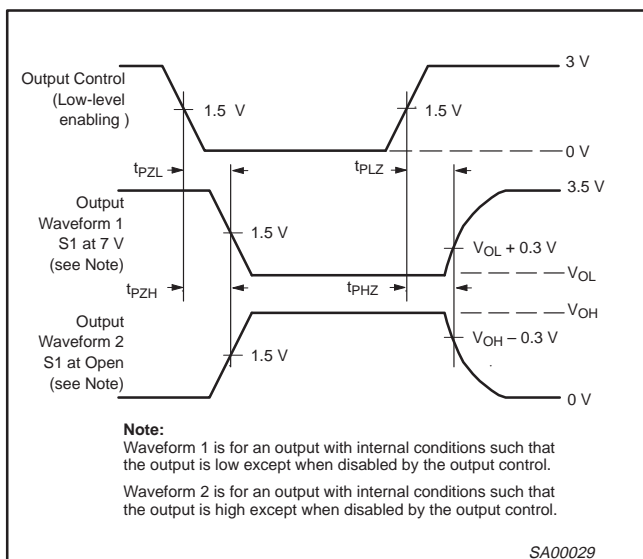 3 V
Output Control
(Low-level
enabling )
1.5 V
1.5 V
0 V
tPZL
tPLZ
3.5 V
Output
Waveform 1
S1 at 7 V
(see Note)
1.5 V
VOL + 0.3 V
VOL
tPZH
tPHZ
VOH
Output
Waveform 2
S1 at Open
(see Note)
1.5 V
VOH – 0.3 V
0 V
Note:
Waveform 1 is for an output with internal conditions such that
the output is low except when disabled by the output control.
Waveform 2 is for an output with internal conditions such that
the output is high except when disabled by the output control.
SA00029